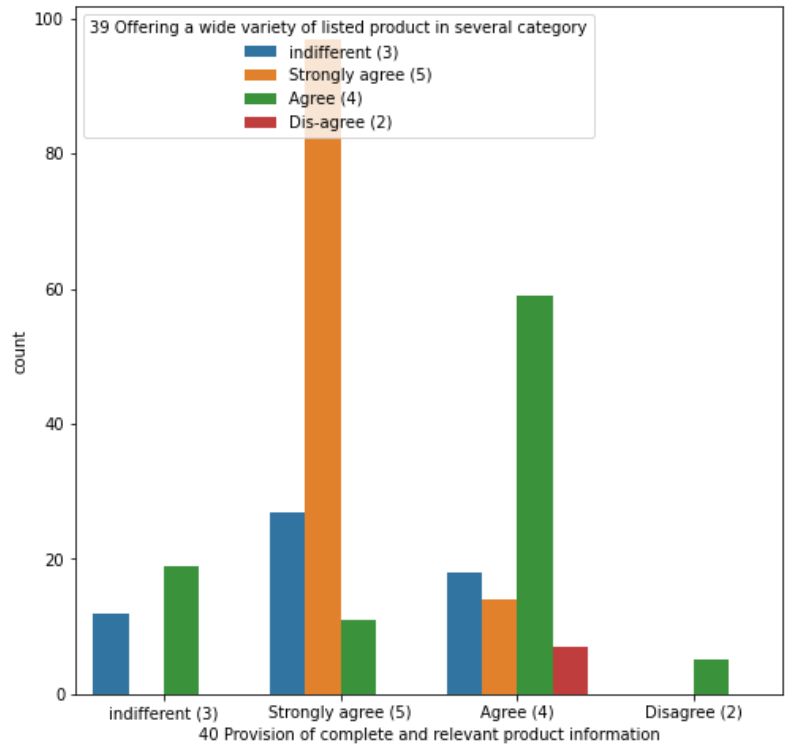 39 Offering a wide variety of listed product in several category
indifferent (3)
Strongly agree (5)
Agree (4)
Dis-agree (2)
100
80
60
40
20
0
count
indifferent (3) Strongly agree (5) Agree (4) Disagree (2)
40 Provision of complete and relevant product information